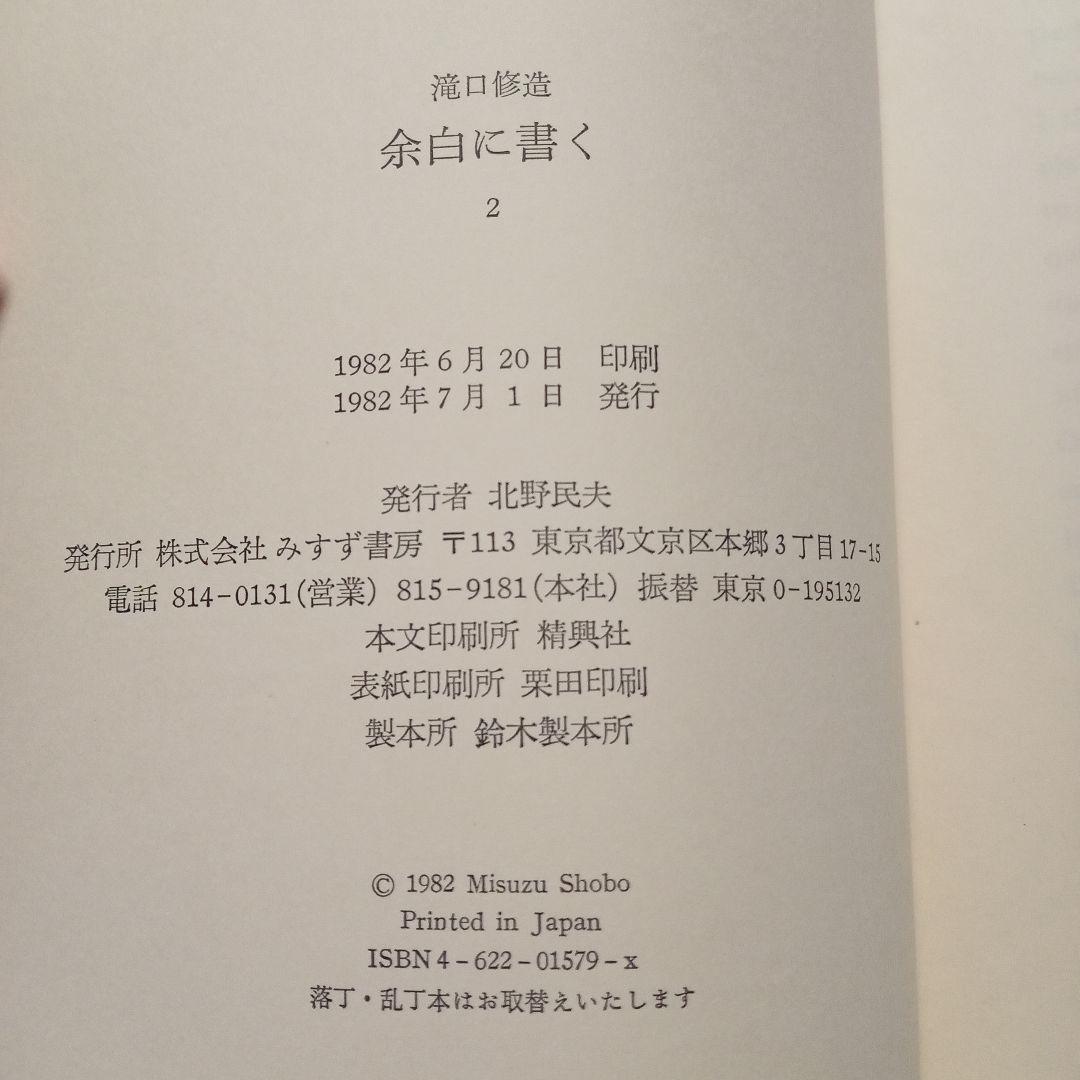 滝口修造
余白に書く
2
1982年6月20日 印刷
1982年7月1日 発行
発行者 北野民夫
発行所 株式会社 みすず書房 〒113 東京都文京区本郷3丁目17-15
電話 814-0131(営業) 815-9181(本社) 振替 東京0-195132
本文印刷所 精興社
表紙印刷所 栗田印刷
製本所 鈴木製本所
© 1982 Misuzu Shobo
Printed in Japan
ISBN4-622-01579-x
落丁・乱丁本はお取替えいたします